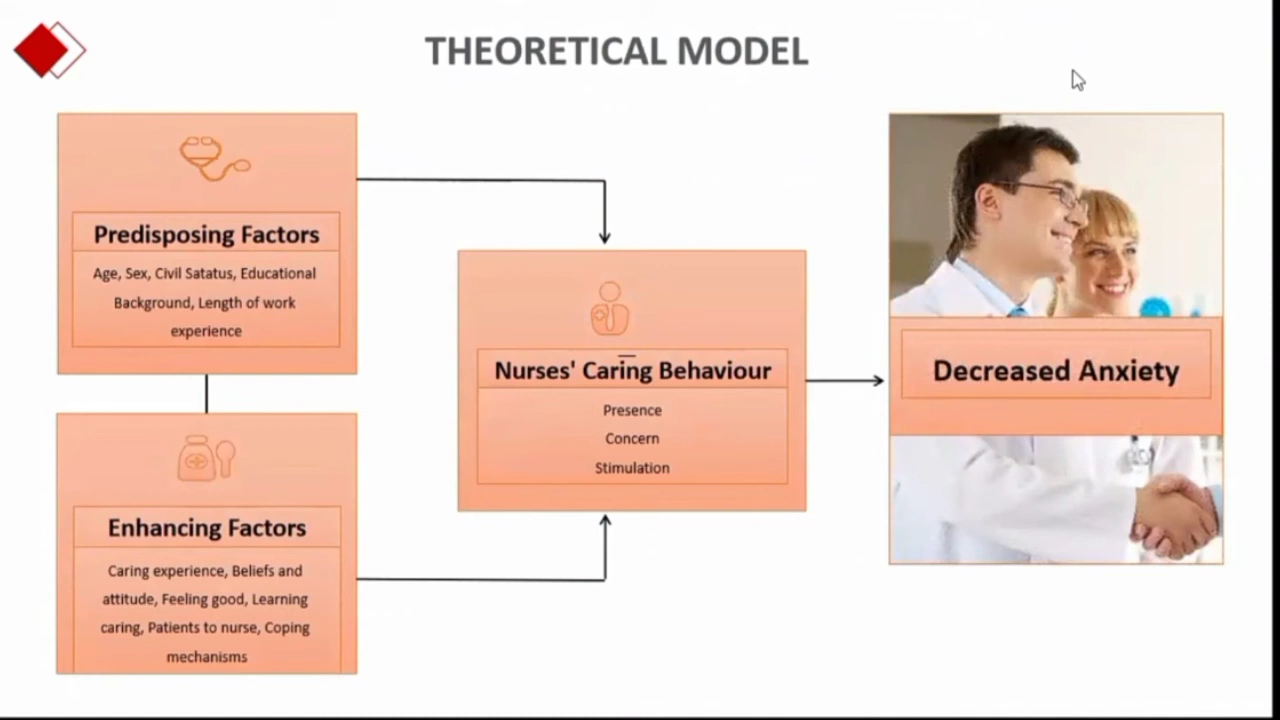 THEORETICAL MODEL
Predisposing Factors
Age, Sex, Civil Satatus, Educational
Background, Length of work
experience
Enhancing Factors
Caring experience, Beliefs and
attitude, Feeling good, Learning
caring, Patients to nurse, Coping
mechanisms
Nurses' Caring Behaviour
Presence
Concern
Stimulation
Decreased Anxiety